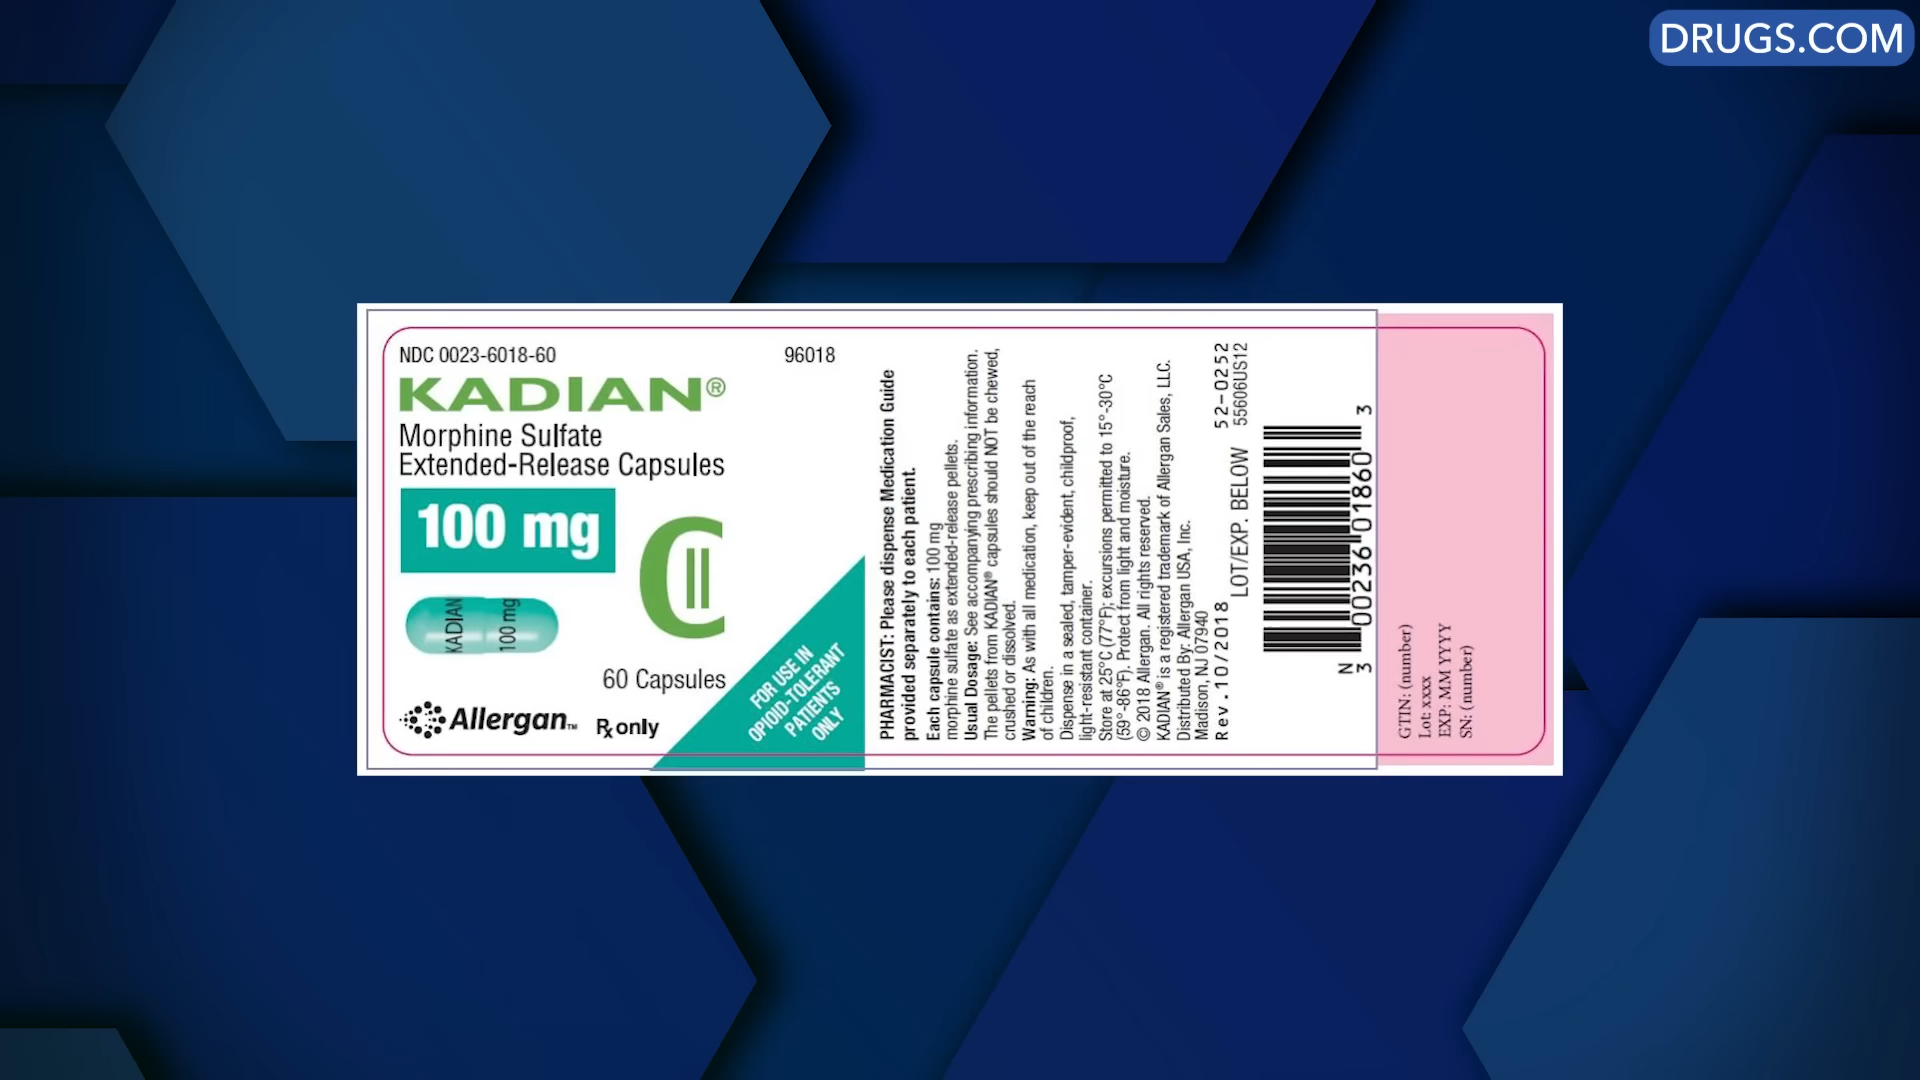 DRUGS.COM
NDC 0023-6018-60
96018
KADIAN®
Morphine Sulfate
Extended-Release Capsules
100 mg
CII
KADIAN
100 mg
60 Capsules
Allergan™
Rx only
FOR USE IN
OPIOID-TOLERANT
PATIENTS
ONLY
PHARMACIST: Please dispense Medication Guide
provided separately to each patient.
Each capsule contains: 100 mg
morphine sulfate as extended-release pellets.
Usual Dosage: See accompanying prescribing information.
The pellets from KADIAN® capsules should NOT be chewed,
crushed or dissolved.
Warning: As with all medication, keep out of the reach
of children.
Dispense in a sealed, tamper-evident, childproof,
light-resistant container.
Store at 25°C (77°F); excursions permitted to 15°-30°C
(59°-86°F). Protect from light and moisture.
© 2018 Allergan. All rights reserved.
KADIAN® is a registered trademark of Allergan Sales, LLC.
Distributed By: Allergan USA, Inc.
Madison, NJ 07940
Rev.10/2018
LOT/EXP. BELOW
52-0252
55606US12
N
3 00236 01860 3
GTIN: (number)
Lot: xxxx
EXP: MM YYYY
SN: (number)